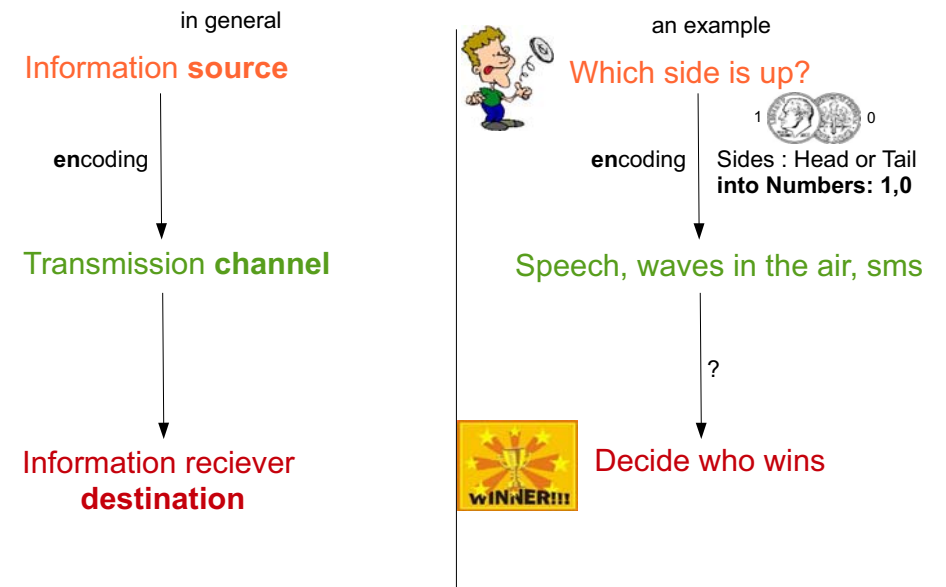 in general
Information source
encoding
Transmission channel
Information reciever
destination
an example
Which side is up?
1
0
encoding
Sides : Head or Tail
into Numbers: 1,0
Speech, waves in the air, sms
?
Decide who wins
WINNER!!!